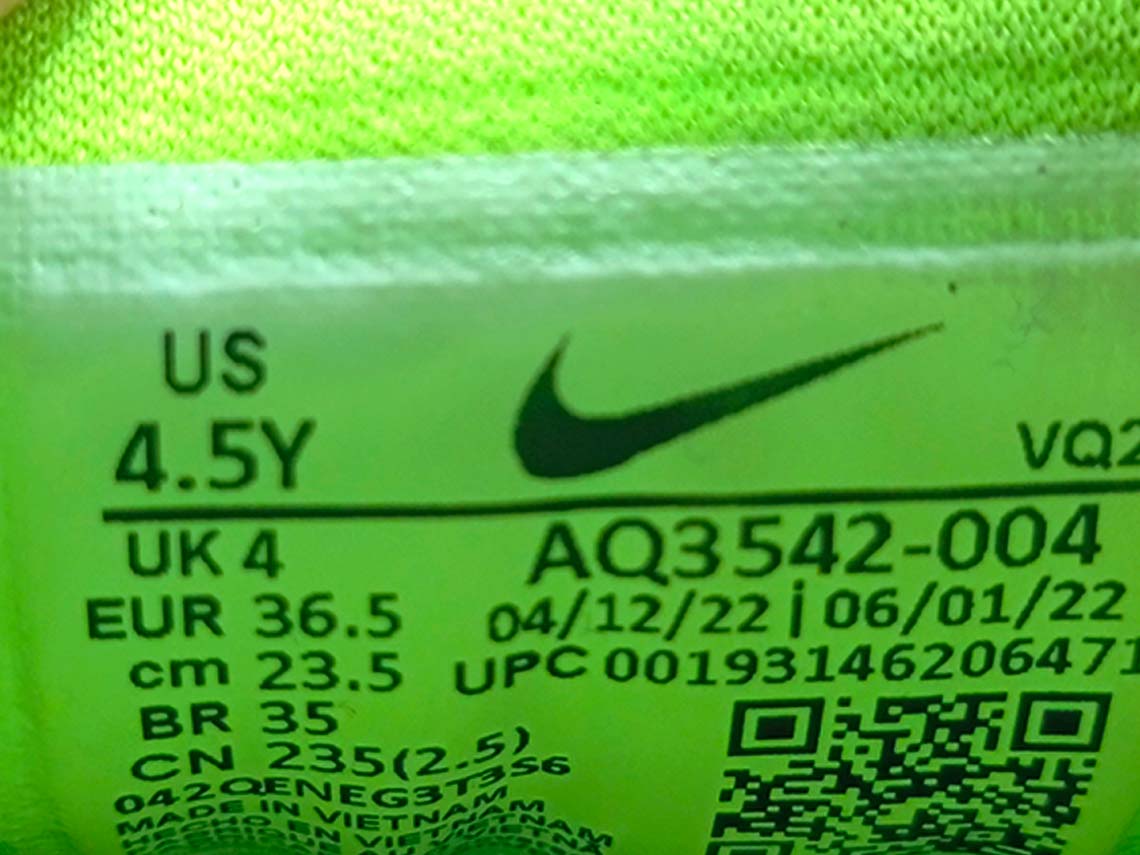 US
4.5Y
VQ2
UK 4
AQ3542-004
EUR 36.5
04/12/22 | 06/01/22
cm 23.5
UPC 00193146206471
BR 35
CN 235(2.5)
042QENEG3T3S6
MADE IN VIETNAM
HECHO EN VIETNAM